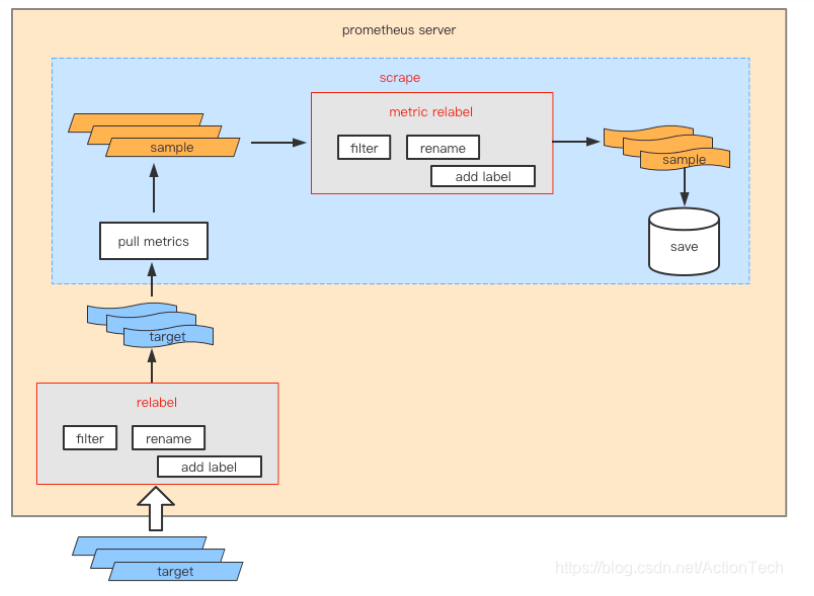 prometheus server
scrape
metric relabel
filter
rename
add label
sample
sample
pull metrics
save
target
relabel
filter
rename
add label
target
https://blog.csdn.net/ActionTech